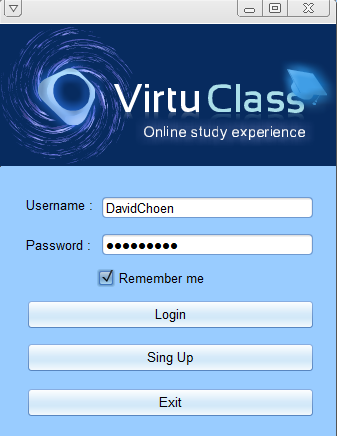 VirtuClass
Online study experience
Username : DavidChoen
Password : ●●●●●●●●●
Remember me
Login
Sing Up
Exit